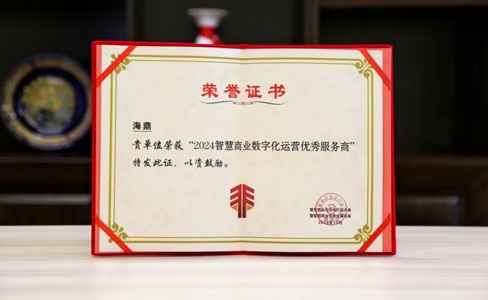 荣誉证书
海鼎
贵单位荣获“2024智慧商业数字化运营优秀服务商”
特发此证，以资鼓励。